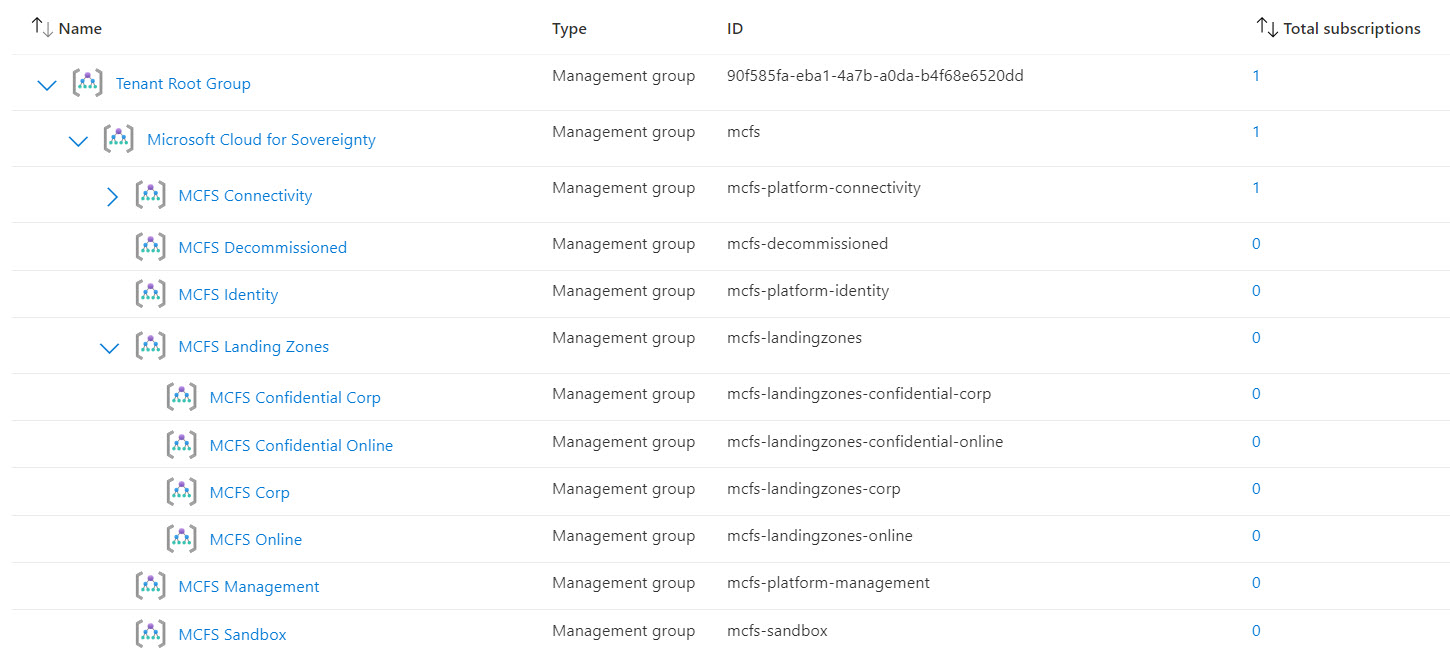 Name Type ID Total subscriptions
Tenant Root Group Management group 90f585fa-eba1-4a7b-a0da-b4f68e6520dd 1
Microsoft Cloud for Sovereignty Management group mcfs 1
MCFS Connectivity Management group mcfs-platform-connectivity 1
MCFS Decommissioned Management group mcfs-decommissioned 0
MCFS Identity Management group mcfs-platform-identity 0
MCFS Landing Zones Management group mcfs-landingzones 0
MCFS Confidential Corp Management group mcfs-landingzones-confidential-corp 0
MCFS Confidential Online Management group mcfs-landingzones-confidential-online 0
MCFS Corp Management group mcfs-landingzones-corp 0
MCFS Online Management group mcfs-landingzones-online 0
MCFS Management Management group mcfs-platform-management 0
MCFS Sandbox Management group mcfs-sandbox 0